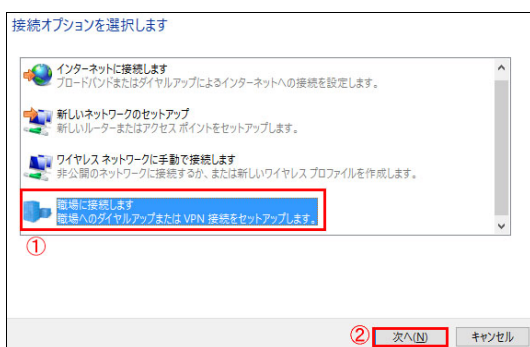 接続オプションを選択します
インターネットに接続します
ブロードバンドまたはダイヤルアップによるインターネットへの接続を設定します。
新しいネットワークのセットアップ
新しいルーターまたはアクセス ポイントをセットアップします。
ワイヤレス ネットワークに手動で接続します
非公開のネットワークに接続するか、または新しいワイヤレス プロファイルを作成します。
職場に接続します
職場へのダイヤルアップまたは VPN 接続をセットアップします。
①
② 次へ(N) キャンセル